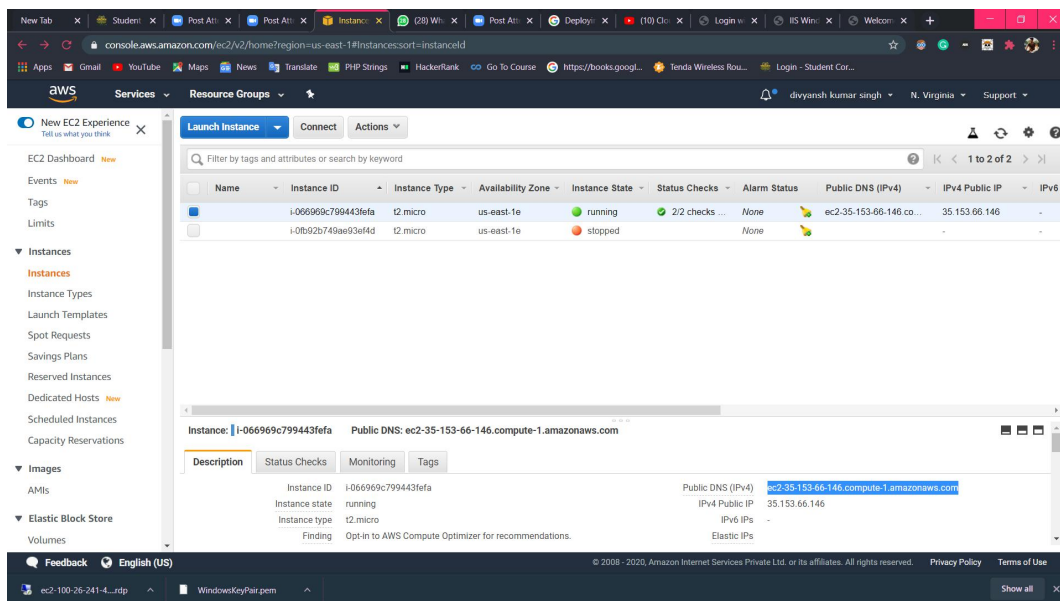 New Tab Student Post Att Post Att Instance (28) Wh Post Att Deployin (10) Clou Login w IIS Wind Welcom
console.aws.amazon.com/ec2/v2/home?region=us-east-1#Instances:sort=instanceId
Apps Gmail YouTube Maps News Translate PHP Strings HackerRank Go To Course https://books.googl... Tenda Wireless Rou... Login - Student Cor...
aws Services Resource Groups divyansh kumar singh N. Virginia Support
New EC2 Experience
Tell us what you think
EC2 Dashboard New
Events New
Tags
Limits
Instances
Instances
Instance Types
Launch Templates
Spot Requests
Savings Plans
Reserved Instances
Dedicated Hosts New
Scheduled Instances
Capacity Reservations
Images
AMIs
Elastic Block Store
Volumes
Launch Instance Connect Actions
Filter by tags and attributes or search by keyword 1 to 2 of 2
Name Instance ID Instance Type Availability Zone Instance State Status Checks Alarm Status Public DNS (IPv4) IPv4 Public IP IPv6
i-066969c799443fefa t2.micro us-east-1e running 2/2 checks ... None ec2-35-153-66-146.co... 35.153.66.146 -
i-0fb92b749ae93ef4d t2.micro us-east-1e stopped None - -
Instance: i-066969c799443fefa Public DNS: ec2-35-153-66-146.compute-1.amazonaws.com
Description Status Checks Monitoring Tags
Instance ID i-066969c799443fefa Public DNS (IPv4) ec2-35-153-66-146.compute-1.amazonaws.com
Instance state running IPv4 Public IP 35.153.66.146
Instance type t2.micro IPv6 IPs -
Finding Opt-in to AWS Compute Optimizer for recommendations. Elastic IPs
Feedback English (US) © 2008 - 2020, Amazon Internet Services Private Ltd. or its affiliates. All rights reserved. Privacy Policy Terms of Use
ec2-100-26-241-4....rdp WindowsKeyPair.pem Show all